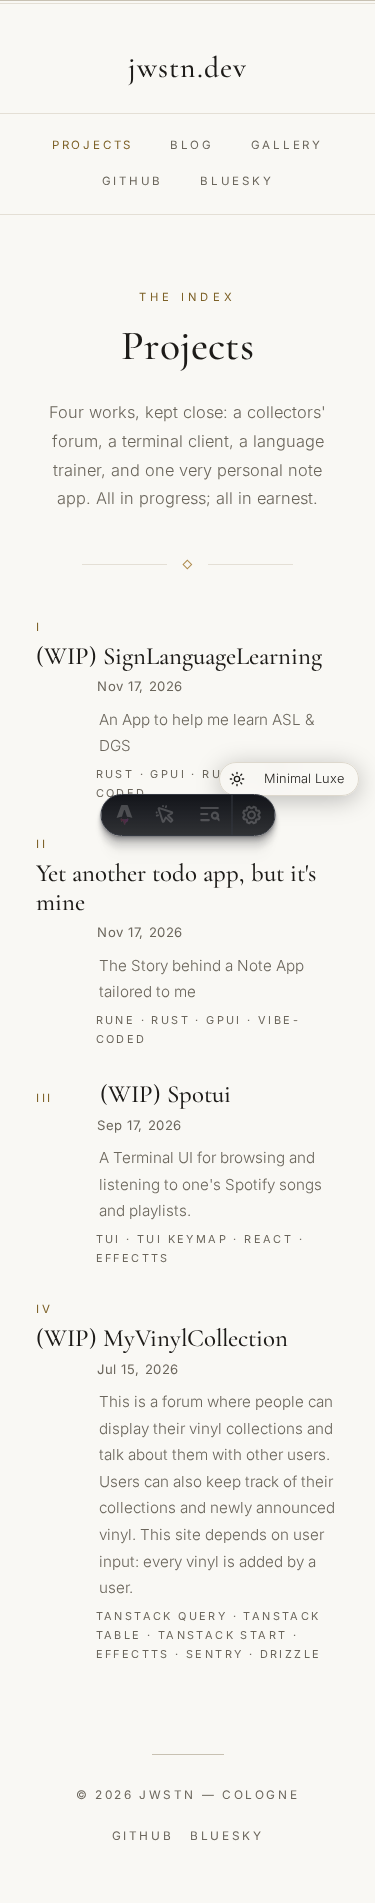 jwstn.dev
PROJECTS BLOG GALLERY
GITHUB BLUESKY
THE INDEX
Projects
Four works, kept close: a collectors'
forum, a terminal client, a language
trainer, and one very personal note
app. All in progress; all in earnest.
I
(WIP) SignLanguageLearning
Nov 17, 2026
An App to help me learn ASL &
DGS
RUST · GPUI ·
Minimal Luxe
CODED
II
Yet another todo app, but it's
mine
Nov 17, 2026
The Story behind a Note App
tailored to me
RUNE · RUST · GPUI · VIBE-
CODED
III
(WIP) Spotui
Sep 17, 2026
A Terminal UI for browsing and
listening to one's Spotify songs
and playlists.
TUI · TUI KEYMAP · REACT ·
EFFECTTS
IV
(WIP) MyVinylCollection
Jul 15, 2026
This is a forum where people can
display their vinyl collections and
talk about them with other users.
Users can also keep track of their
collections and newly announced
vinyl. This site depends on user
input: every vinyl is added by a
user.
TANSTACK QUERY · TANSTACK
TABLE · TANSTACK START ·
EFFECTTS · SENTRY · DRIZZLE
© 2026 JWSTN — COLOGNE
GITHUB BLUESKY